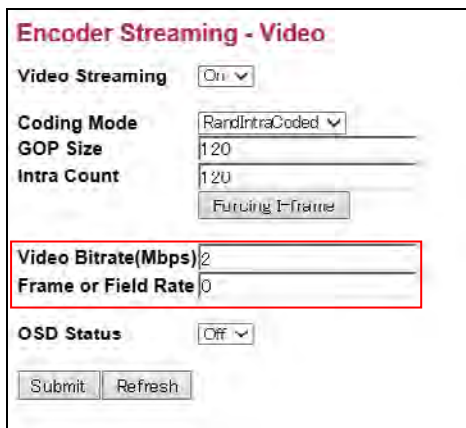 Encoder Streaming - Video
Video Streaming On
Coding Mode RandIntraCoded
GOP Size 120
Intra Count 120
Forcing I-frame
Video Bitrate(Mbps) 2
Frame or Field Rate 0
OSD Status Off
Submit Refresh